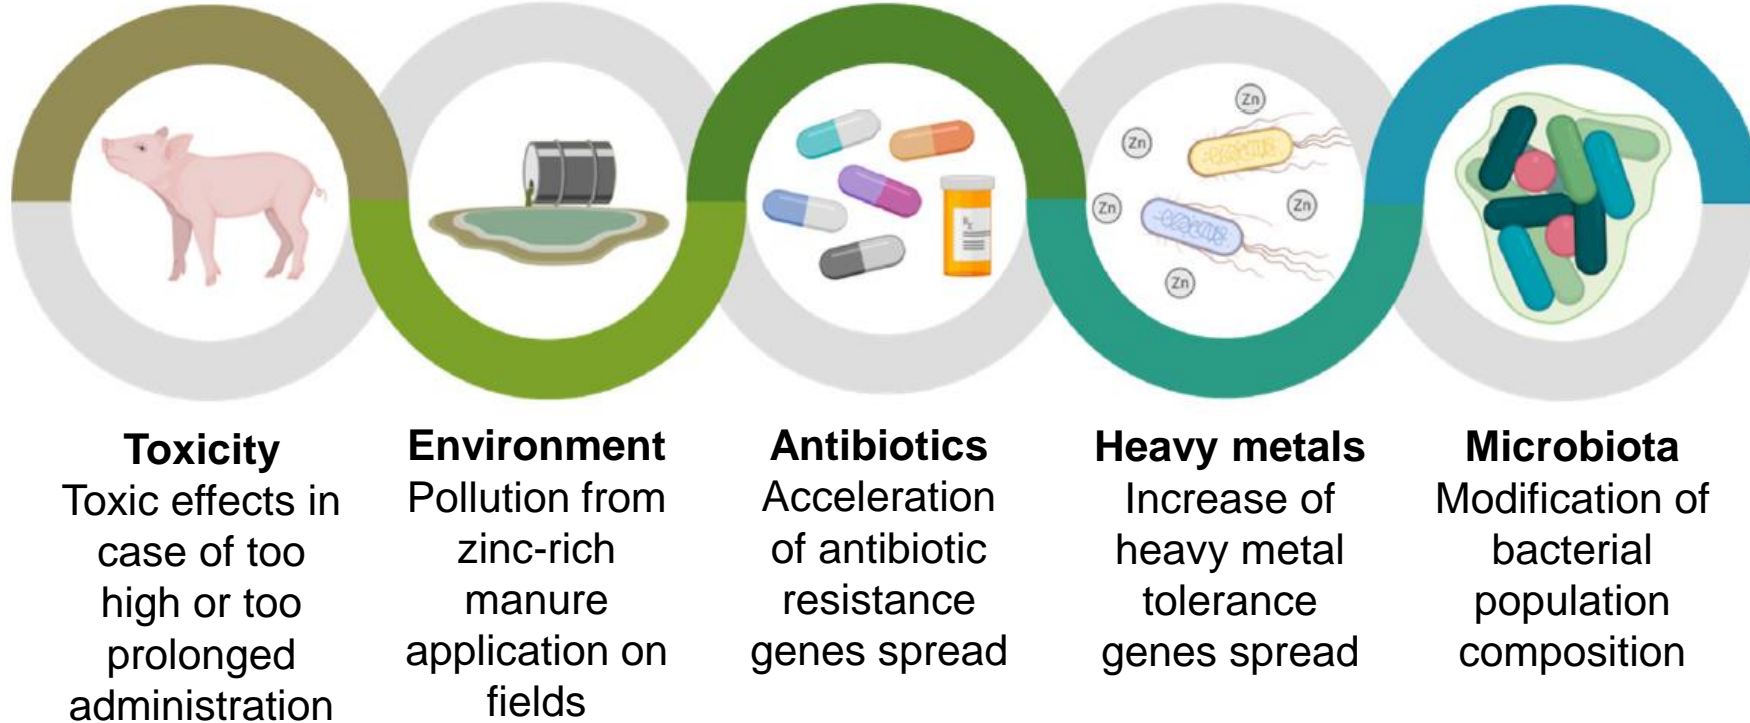 Zn
Zn
Zn
Zn
Zn
Rx
Toxicity
Toxic effects in
case of too
high or too
prolonged
administration
Environment
Pollution from
zinc-rich
manure
application on
fields
Antibiotics
Acceleration
of antibiotic
resistance
genes spread
Heavy metals
Increase of
heavy metal
tolerance
genes spread
Microbiota
Modification of
bacterial
population
composition